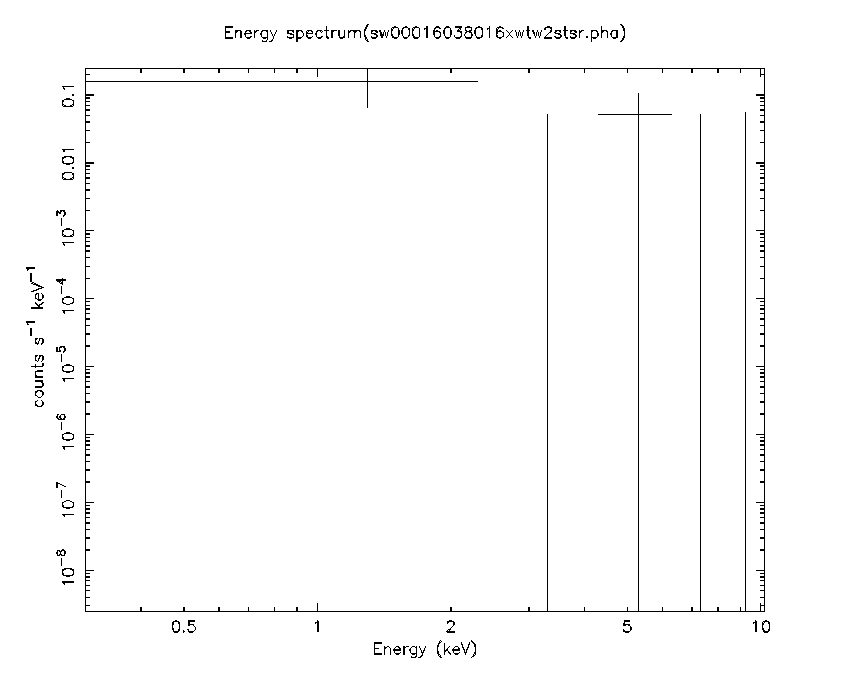 Energy spectrum(sw00016038016xwtw2stsr.pha)
0.1
0.01
10⁻³
10⁻⁴
10⁻⁵
10⁻⁶
10⁻⁷
10⁻⁸
counts s⁻¹ keV⁻¹
0.5 1 2 5 10
Energy (keV)